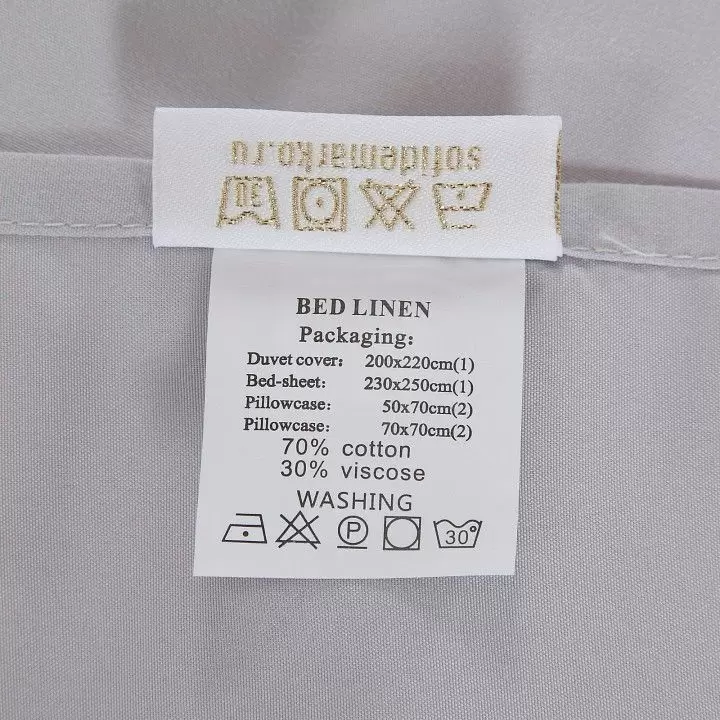 sofidemarko.ru
30
BED LINEN
Packaging:
Duvet cover: 200x220cm(1)
Bed-sheet: 230x250cm(1)
Pillowcase: 50x70cm(2)
Pillowcase: 70x70cm(2)
70% cotton
30% viscose
WASHING
P 30°